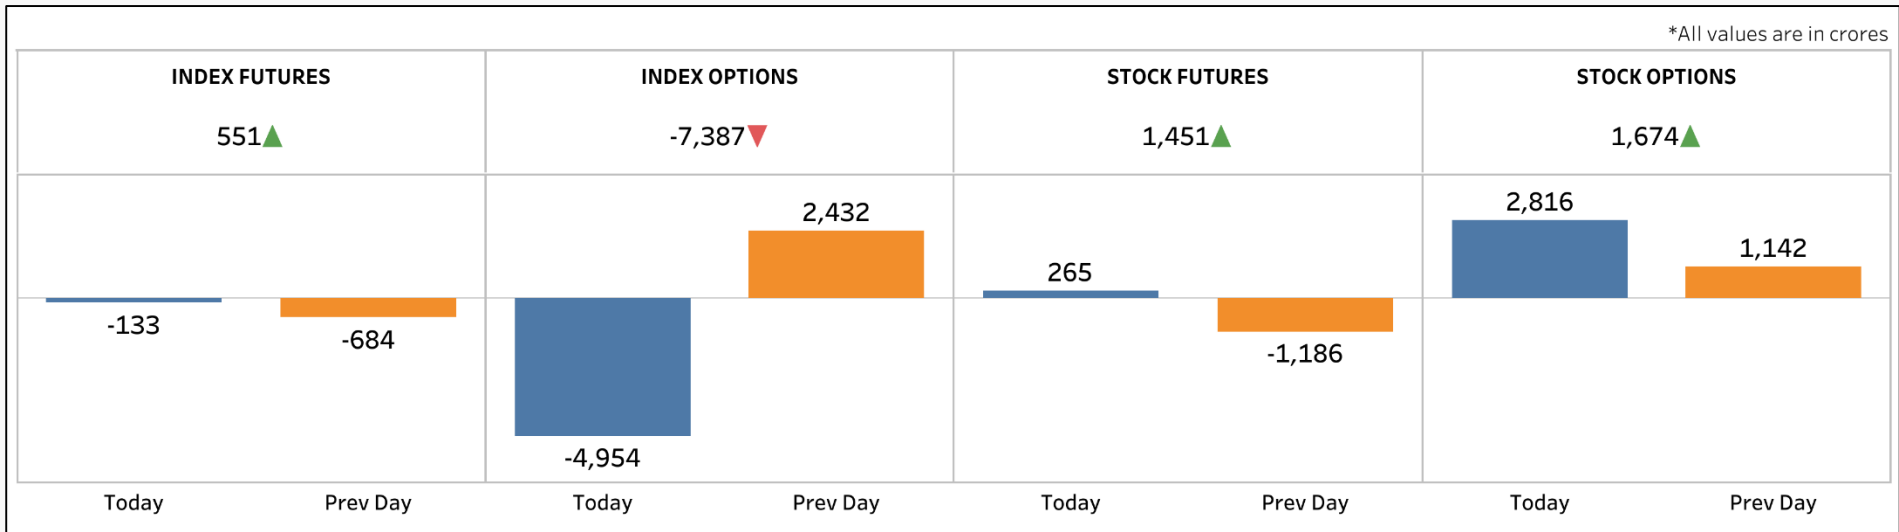 *All values are in crores
INDEX FUTURES
551
-133
-684
Today
Prev Day
INDEX OPTIONS
-7,387
2,432
-4,954
Today
Prev Day
STOCK FUTURES
1,451
265
-1,186
Today
Prev Day
STOCK OPTIONS
1,674
2,816
1,142
Today
Prev Day